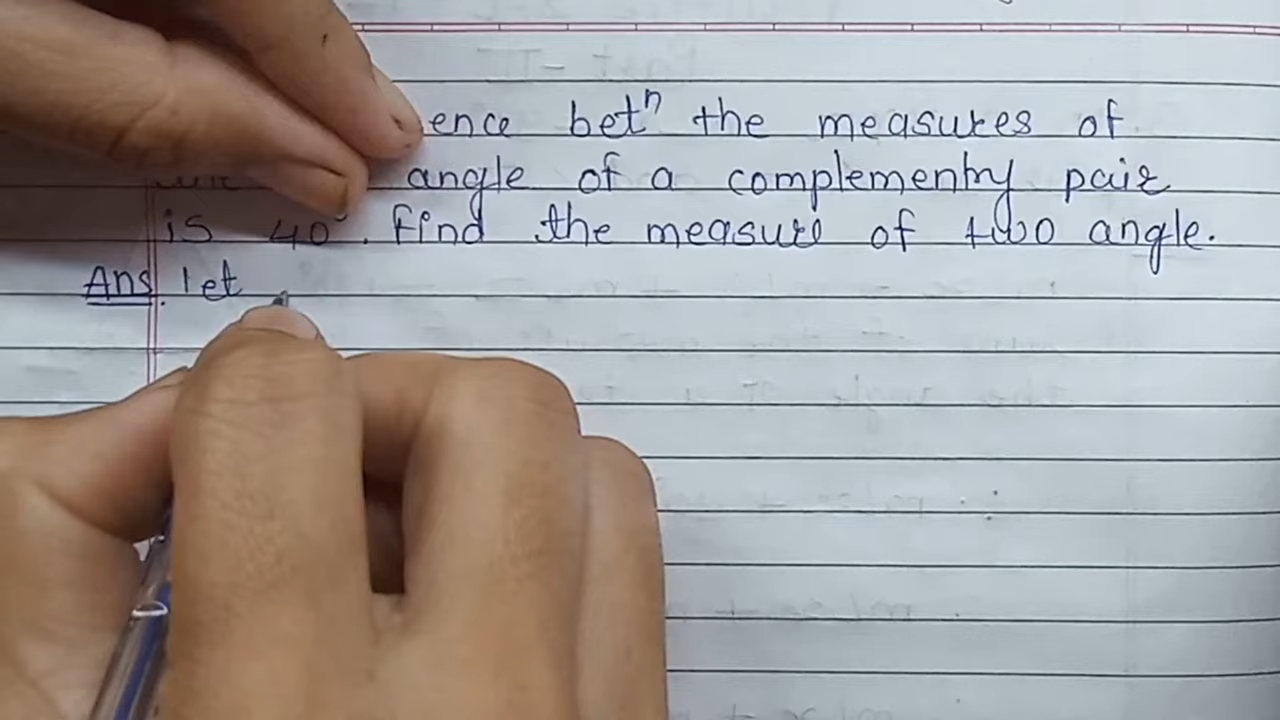 ence betⁿ the measures of
angle of a complementry pair
is 40°. find the measure of two angle.
Ans. let